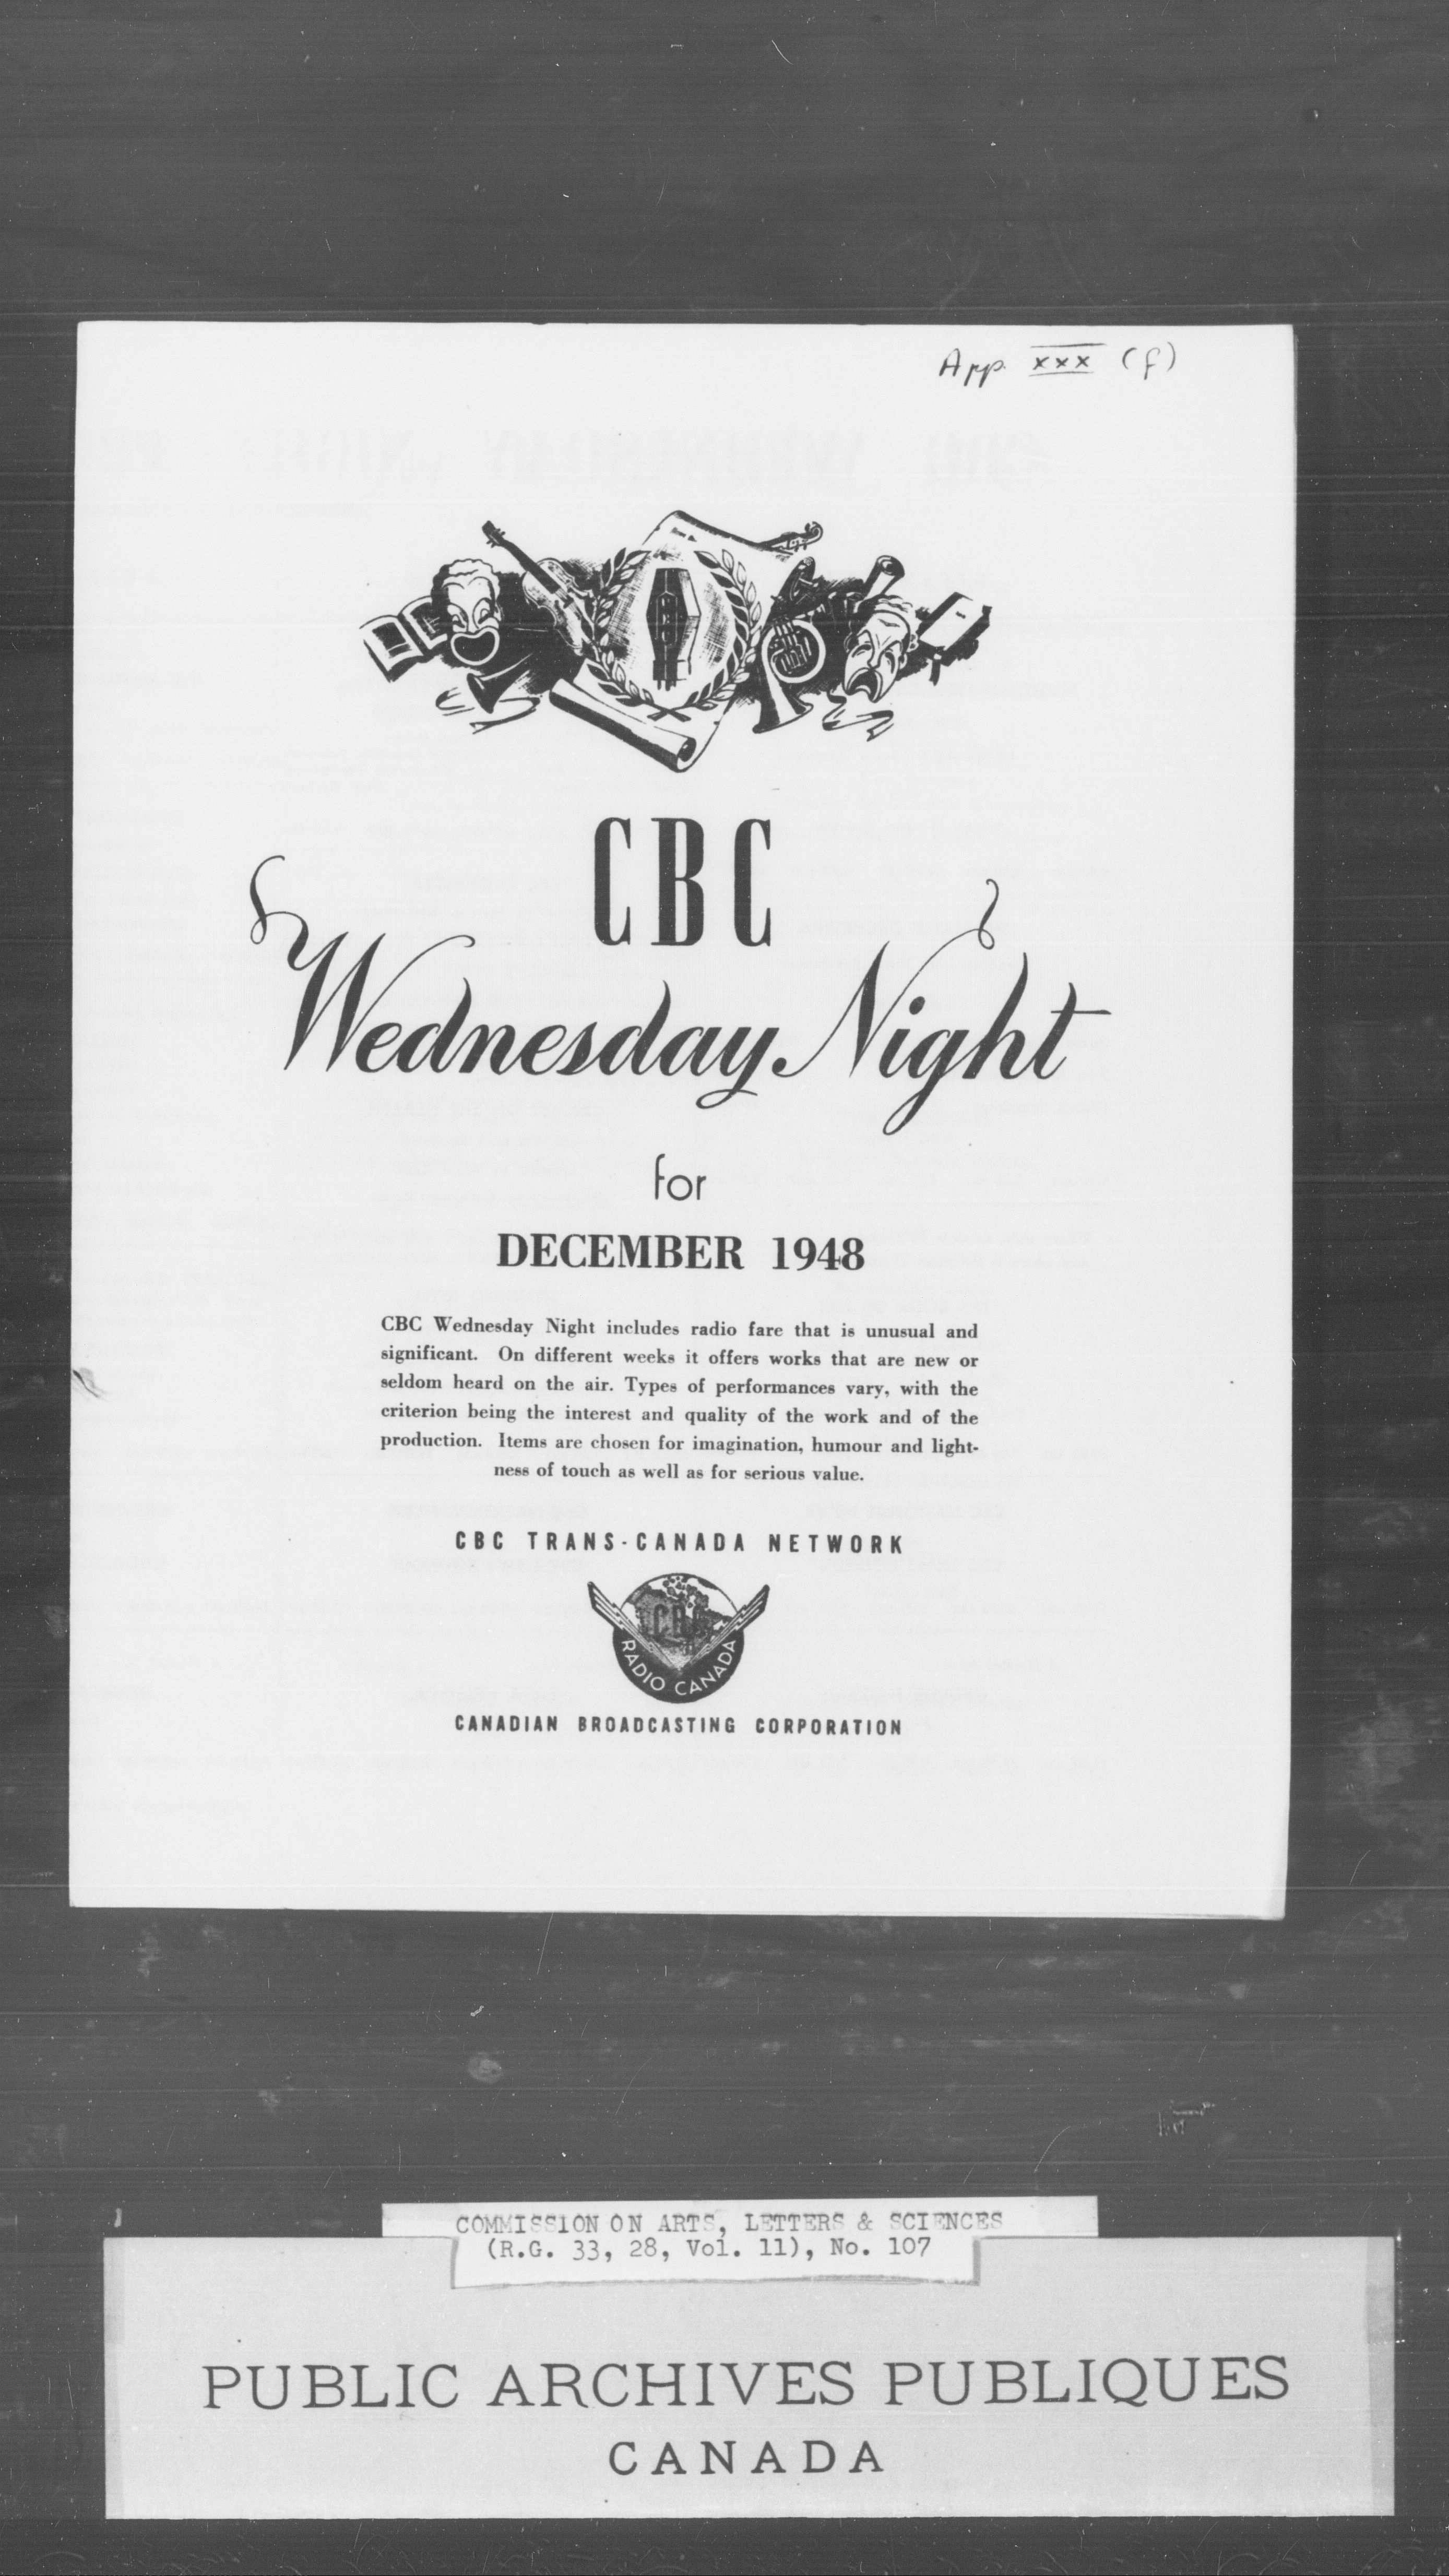 App. XXX (f)
CBC
Wednesday Night
for
DECEMBER 1948
CBC Wednesday Night includes radio fare that is unusual and
significant. On different weeks it offers works that are new or
seldom heard on the air. Types of performances vary, with the
criterion being the interest and quality of the work and of the
production. Items are chosen for imagination, humour and light-
ness of touch as well as for serious value.
CBC TRANS-CANADA NETWORK
CBC
RADIO CANADA
CANADIAN BROADCASTING CORPORATION
COMMISSION ON ARTS, LETTERS & SCIENCES
(R.G. 33, 28, Vol. 11), No. 107
PUBLIC ARCHIVES PUBLIQUES
CANADA